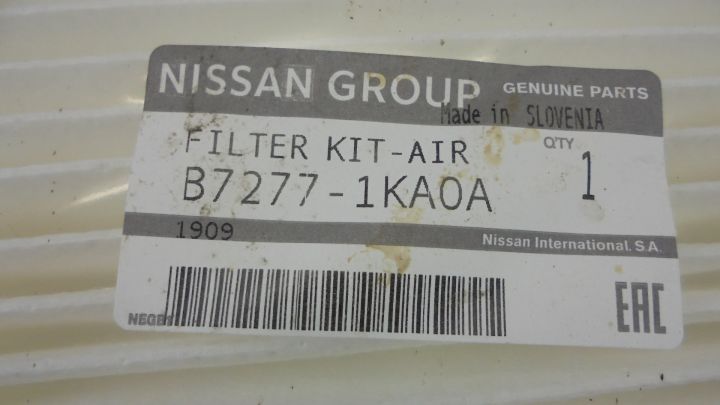 NISSAN GROUP GENUINE PARTS
Made in SLOVENIA
FILTER KIT-AIR QTY
B7277-1KA0A 1
1909
Nissan International. S.A.
EAC